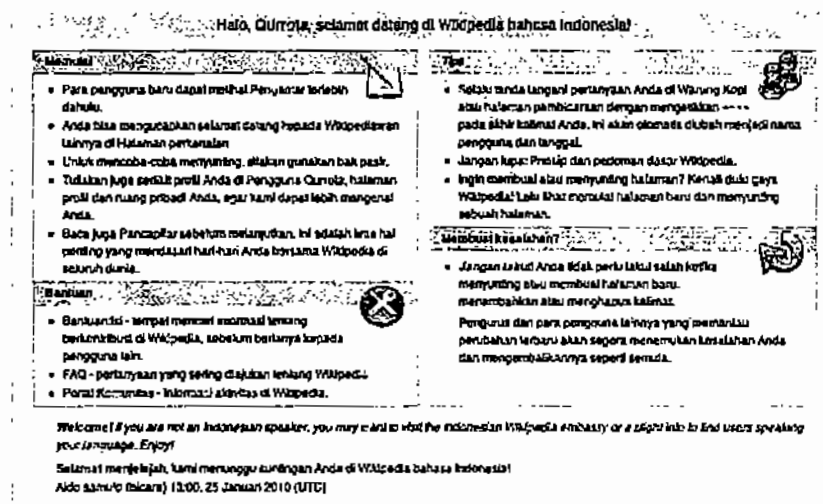 Halo, Qurrota, selamat datang di Wikipedia bahasa Indonesia!
Memulai
Para pengguna baru dapat melihat Pengantar terlebih
dahulu.
Anda bisa mengucapkan selamat datang kepada Wikipediawan
lainnya di Halaman perkenalan
Untuk mencoba-coba menyunting, silakan gunakan bak pasir.
Tuliskan juga sedikit profil Anda di Pengguna Qurrota, halaman
profil dan ruang pribadi Anda, agar kami dapat lebih mengenal
Anda.
Baca juga Pancapilar sebelum melanjutkan. Ini adalah lima hal
penting yang mendasari hari-hari Anda bersama Wikipedia di
seluruh dunia.
Bantuan
Bantuan:Isi - tempat mencari informasi tentang
berkontribusi di Wikipedia, sebelum bertanya kepada
pengguna lain.
FAQ - pertanyaan yang sering diajukan tentang Wikipedia
Portal Komunitas - informasi aktivitas di Wikipedia.
Tips
Selalu tanda tangani pertanyaan Anda di Warung Kopi
atau halaman pembicaraan dengan mengetikkan ~~~~
pada akhir kalimat Anda. Ini akan otomatis diubah menjadi nama
pengguna dan tanggal.
Jangan lupa: Prinsip dan pedoman dasar Wikipedia.
Ingin membuat atau menyunting halaman? Kenali dulu gaya
Wikipedia! Lalu lihat memulai halaman baru dan menyunting
sebuah halaman.
Membuat kesalahan?
Jangan takut! Anda tidak perlu takut salah ketika
menyunting atau membuat halaman baru.
menambahkan atau menghapus kalimat.
Pengurus dan para pengguna lainnya yang memantau
perubahan terbaru akan segera menemukan kesalahan Anda
dan mengembalikannya seperti semula.
Welcome! If you are not an Indonesian speaker, you may want to visit the Indonesian Wikipedia embassy or to find users speaking
your language. Enjoy!
Selamat menjelajah, kami menunggu suntingan Anda di Wikipedia bahasa Indonesia!
Aldo samulo (bicara) 13:00, 25 Januari 2010 (UTC)